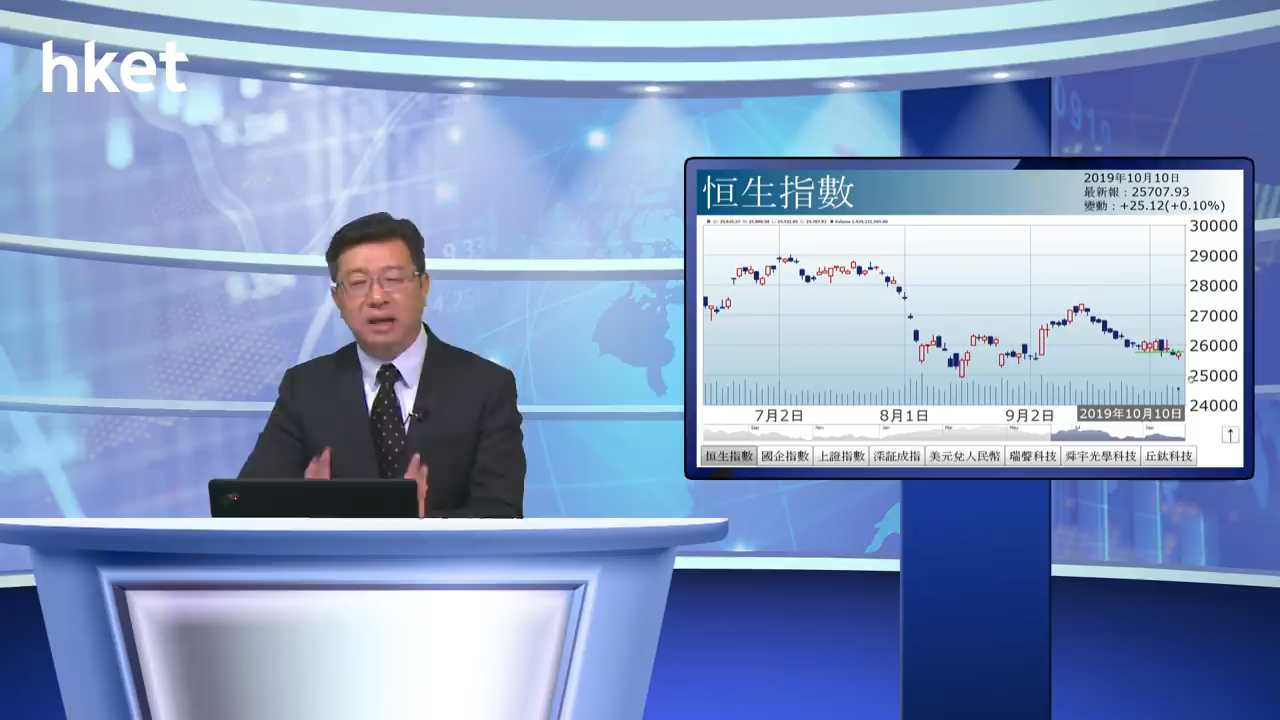 hket
恒生指數
2019年10月10日
最新報：25707.93
變動：+25.12(+0.10%)
30000
29000
28000
27000
26000
25000
24000
7月2日
8月1日
9月2日
2019年10月10日
恒生指數
國企指數
上證指數
深証成指
美元兌人民幣
瑞聲科技
舜宇光學科技
丘鈦科技